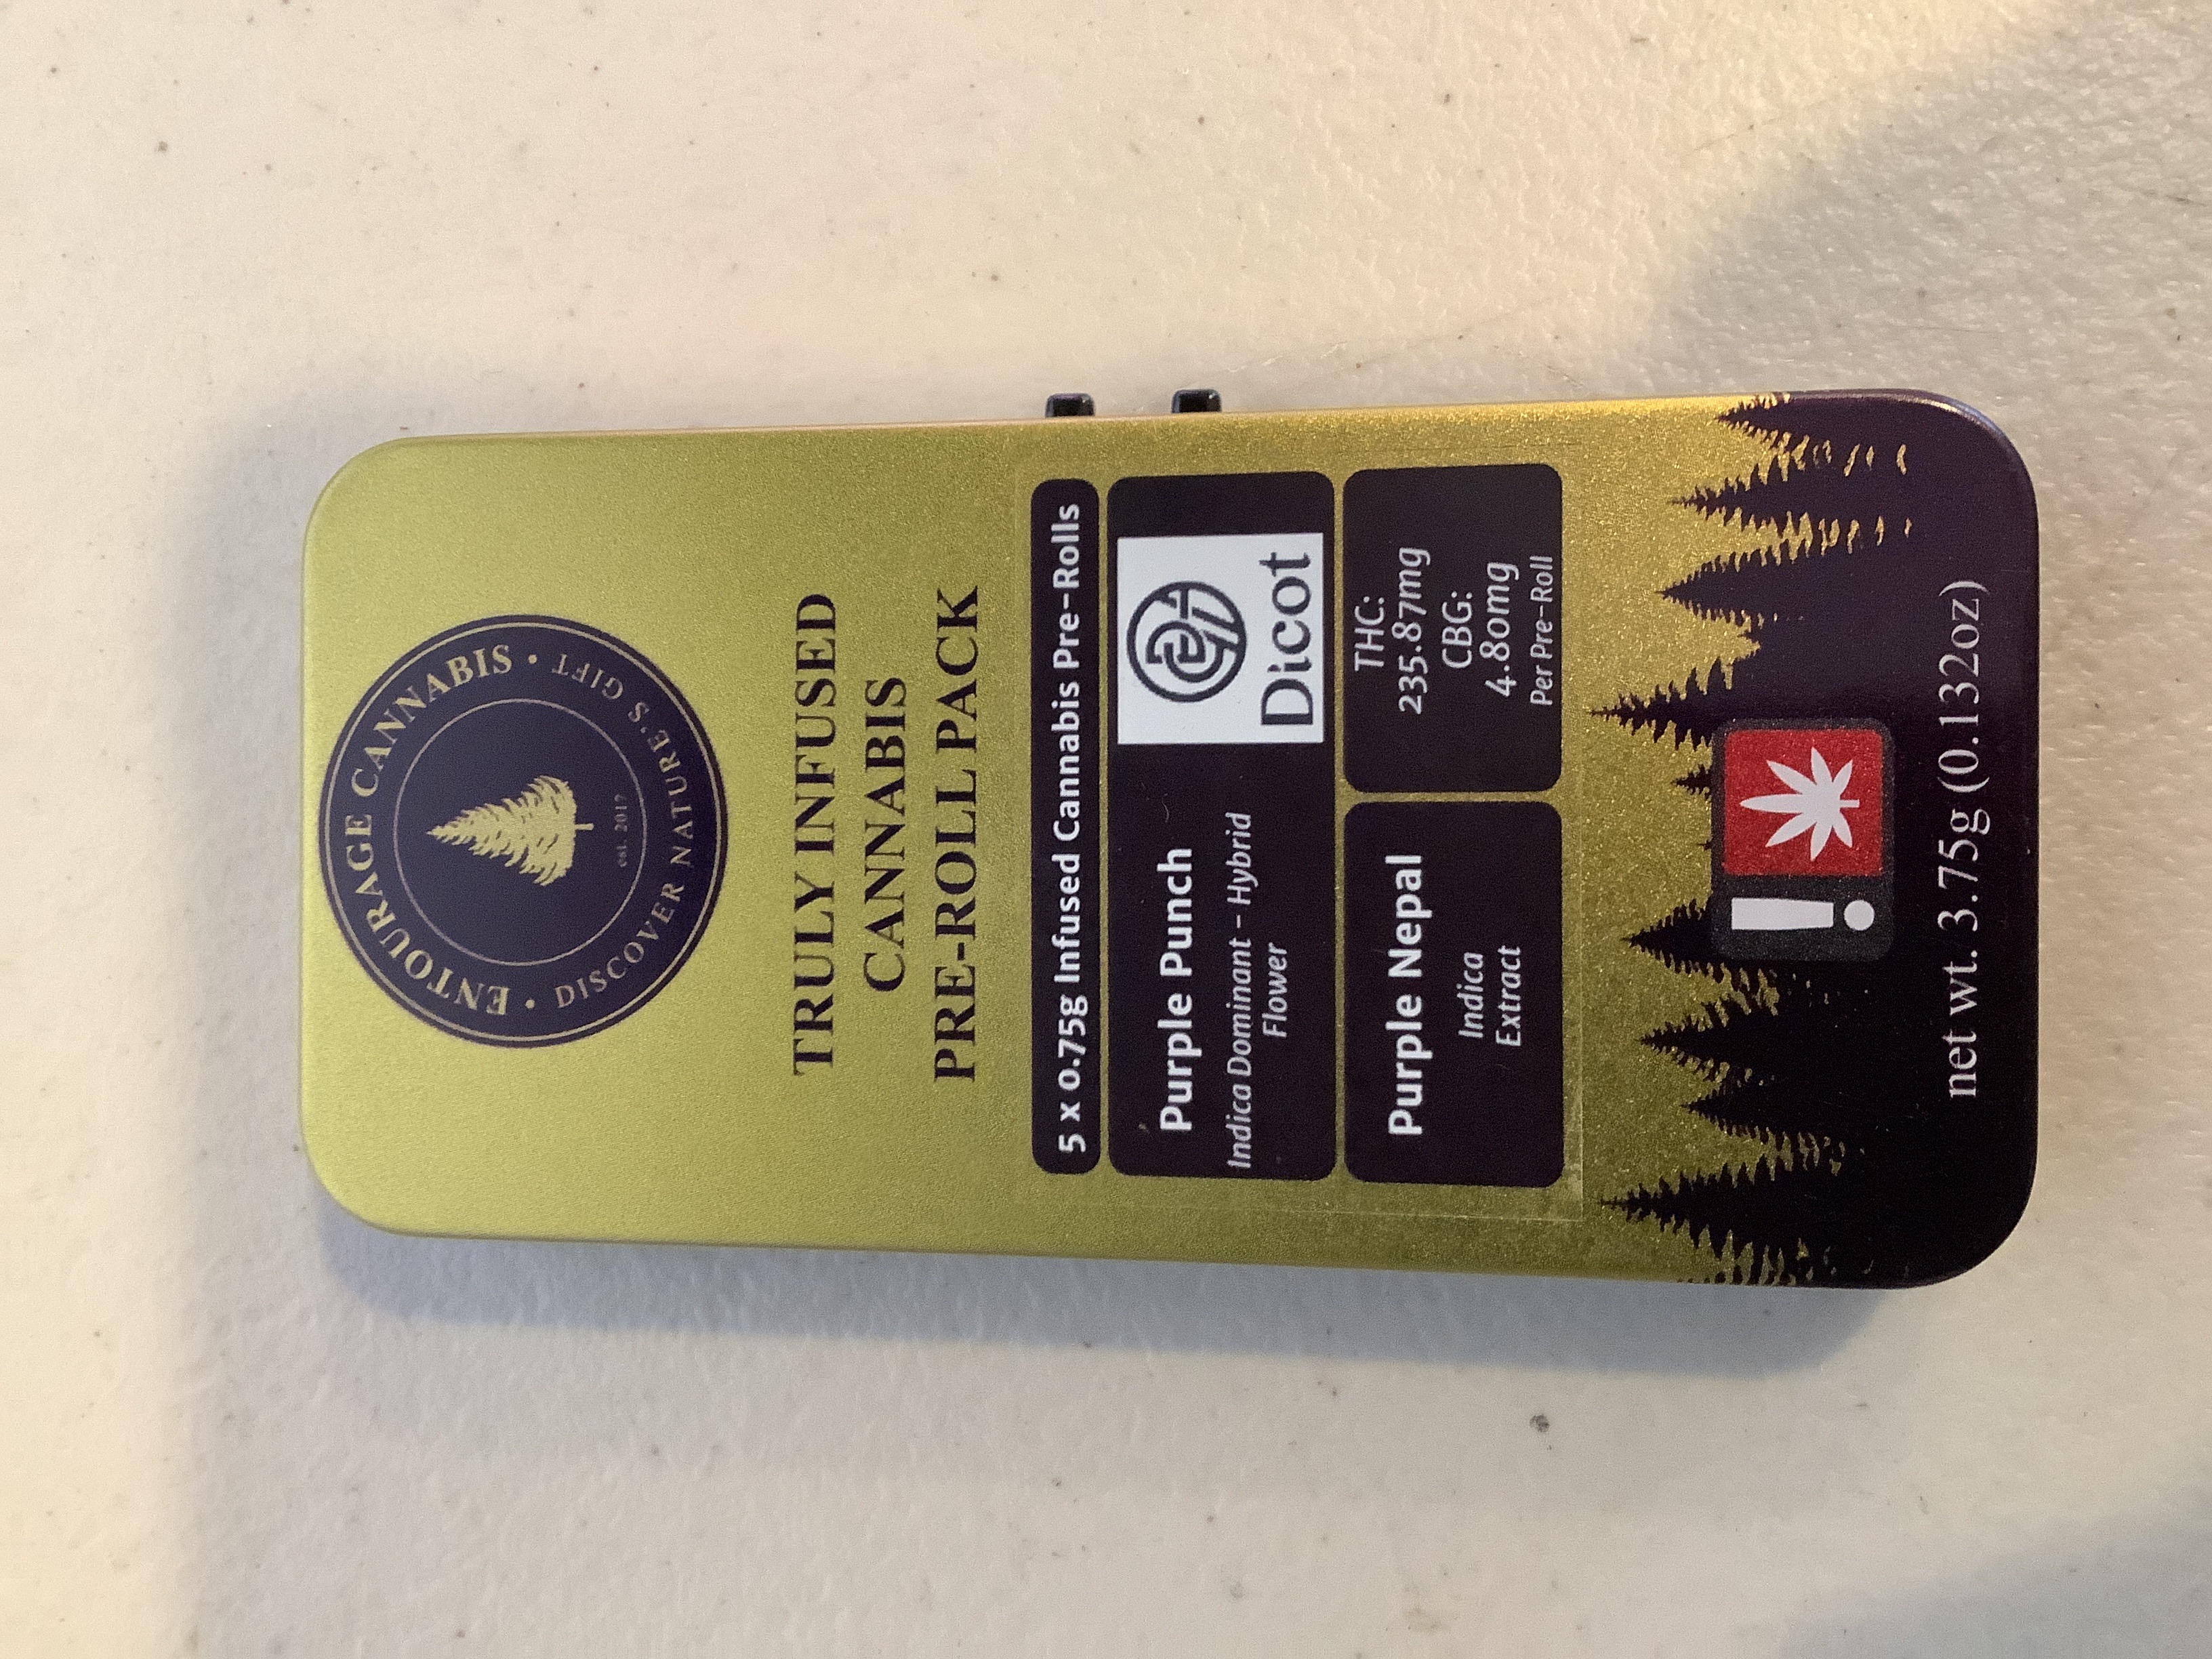 ENTOURAGE CANNABIS
DISCOVER NATURE'S GIFT
est. 2017
TRULY INFUSED
CANNABIS
PRE-ROLL PACK
5 x 0.75g Infused Cannabis Pre-Rolls
Purple Punch
Indica Dominant - Hybrid
Flower
Dicot
Purple Nepal
Indica
Extract
THC:
235.87mg
CBG:
4.80mg
Per Pre-Roll
!
net wt. 3.75g (0.132oz)